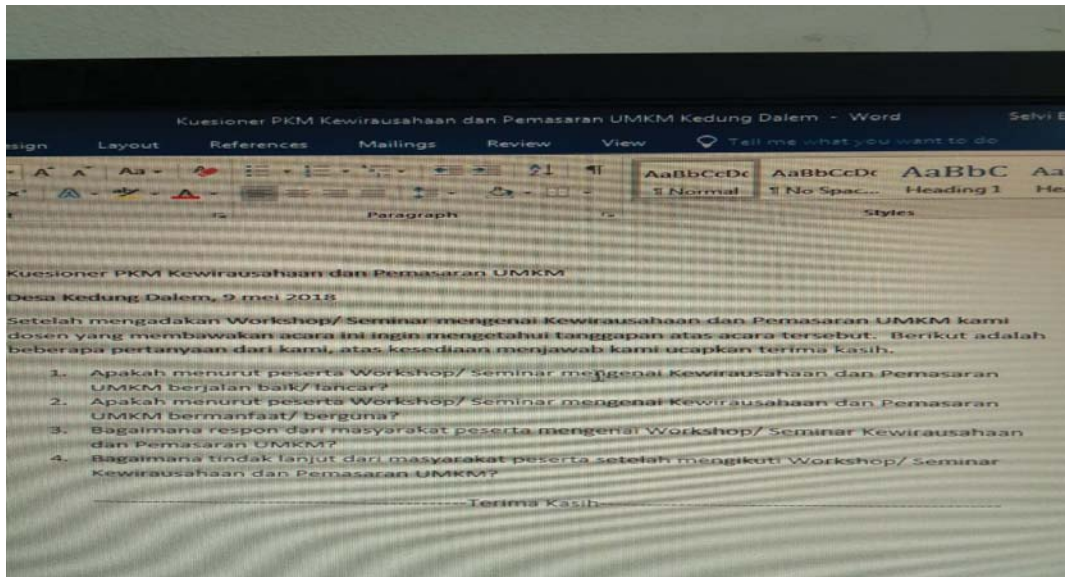 Kuesioner PKM Kewirausahaan dan Pemasaran UMKM Kedung Dalem - Word
Selvi
Layout References Mailings Review View Tell me what you want to do
AaBbCcDc AaBbCcDc AaBbC
¶ Normal ¶ No Spac... Heading 1
Paragraph Styles
Kuesioner PKM Kewirausahaan dan Pemasaran UMKM
Desa Kedung Dalem, 9 mei 2018
Setelah mengadakan Workshop/ Seminar mengenai Kewirausahaan dan Pemasaran UMKM kami
dosen yang membawakan acara ini ingin mengetahui tanggapan atas acara tersebut. Berikut adalah
beberapa pertanyaan dari kami, atas kesediaan menjawab kami ucapkan terima kasih.
1. Apakah menurut peserta Workshop/ Seminar mengenai Kewirausahaan dan Pemasaran
UMKM berjalan baik/ lancar?
2. Apakah menurut peserta Workshop/ Seminar mengenai Kewirausahaan dan Pemasaran
UMKM bermanfaat/ berguna?
3. Bagaimana respon dari masyarakat peserta mengenai Workshop/ Seminar Kewirausahaan
dan Pemasaran UMKM?
4. Bagaimana tindak lanjut dari masyarakat peserta setelah mengikuti Workshop/ Seminar
Kewirausahaan dan Pemasaran UMKM?
Terima Kasih